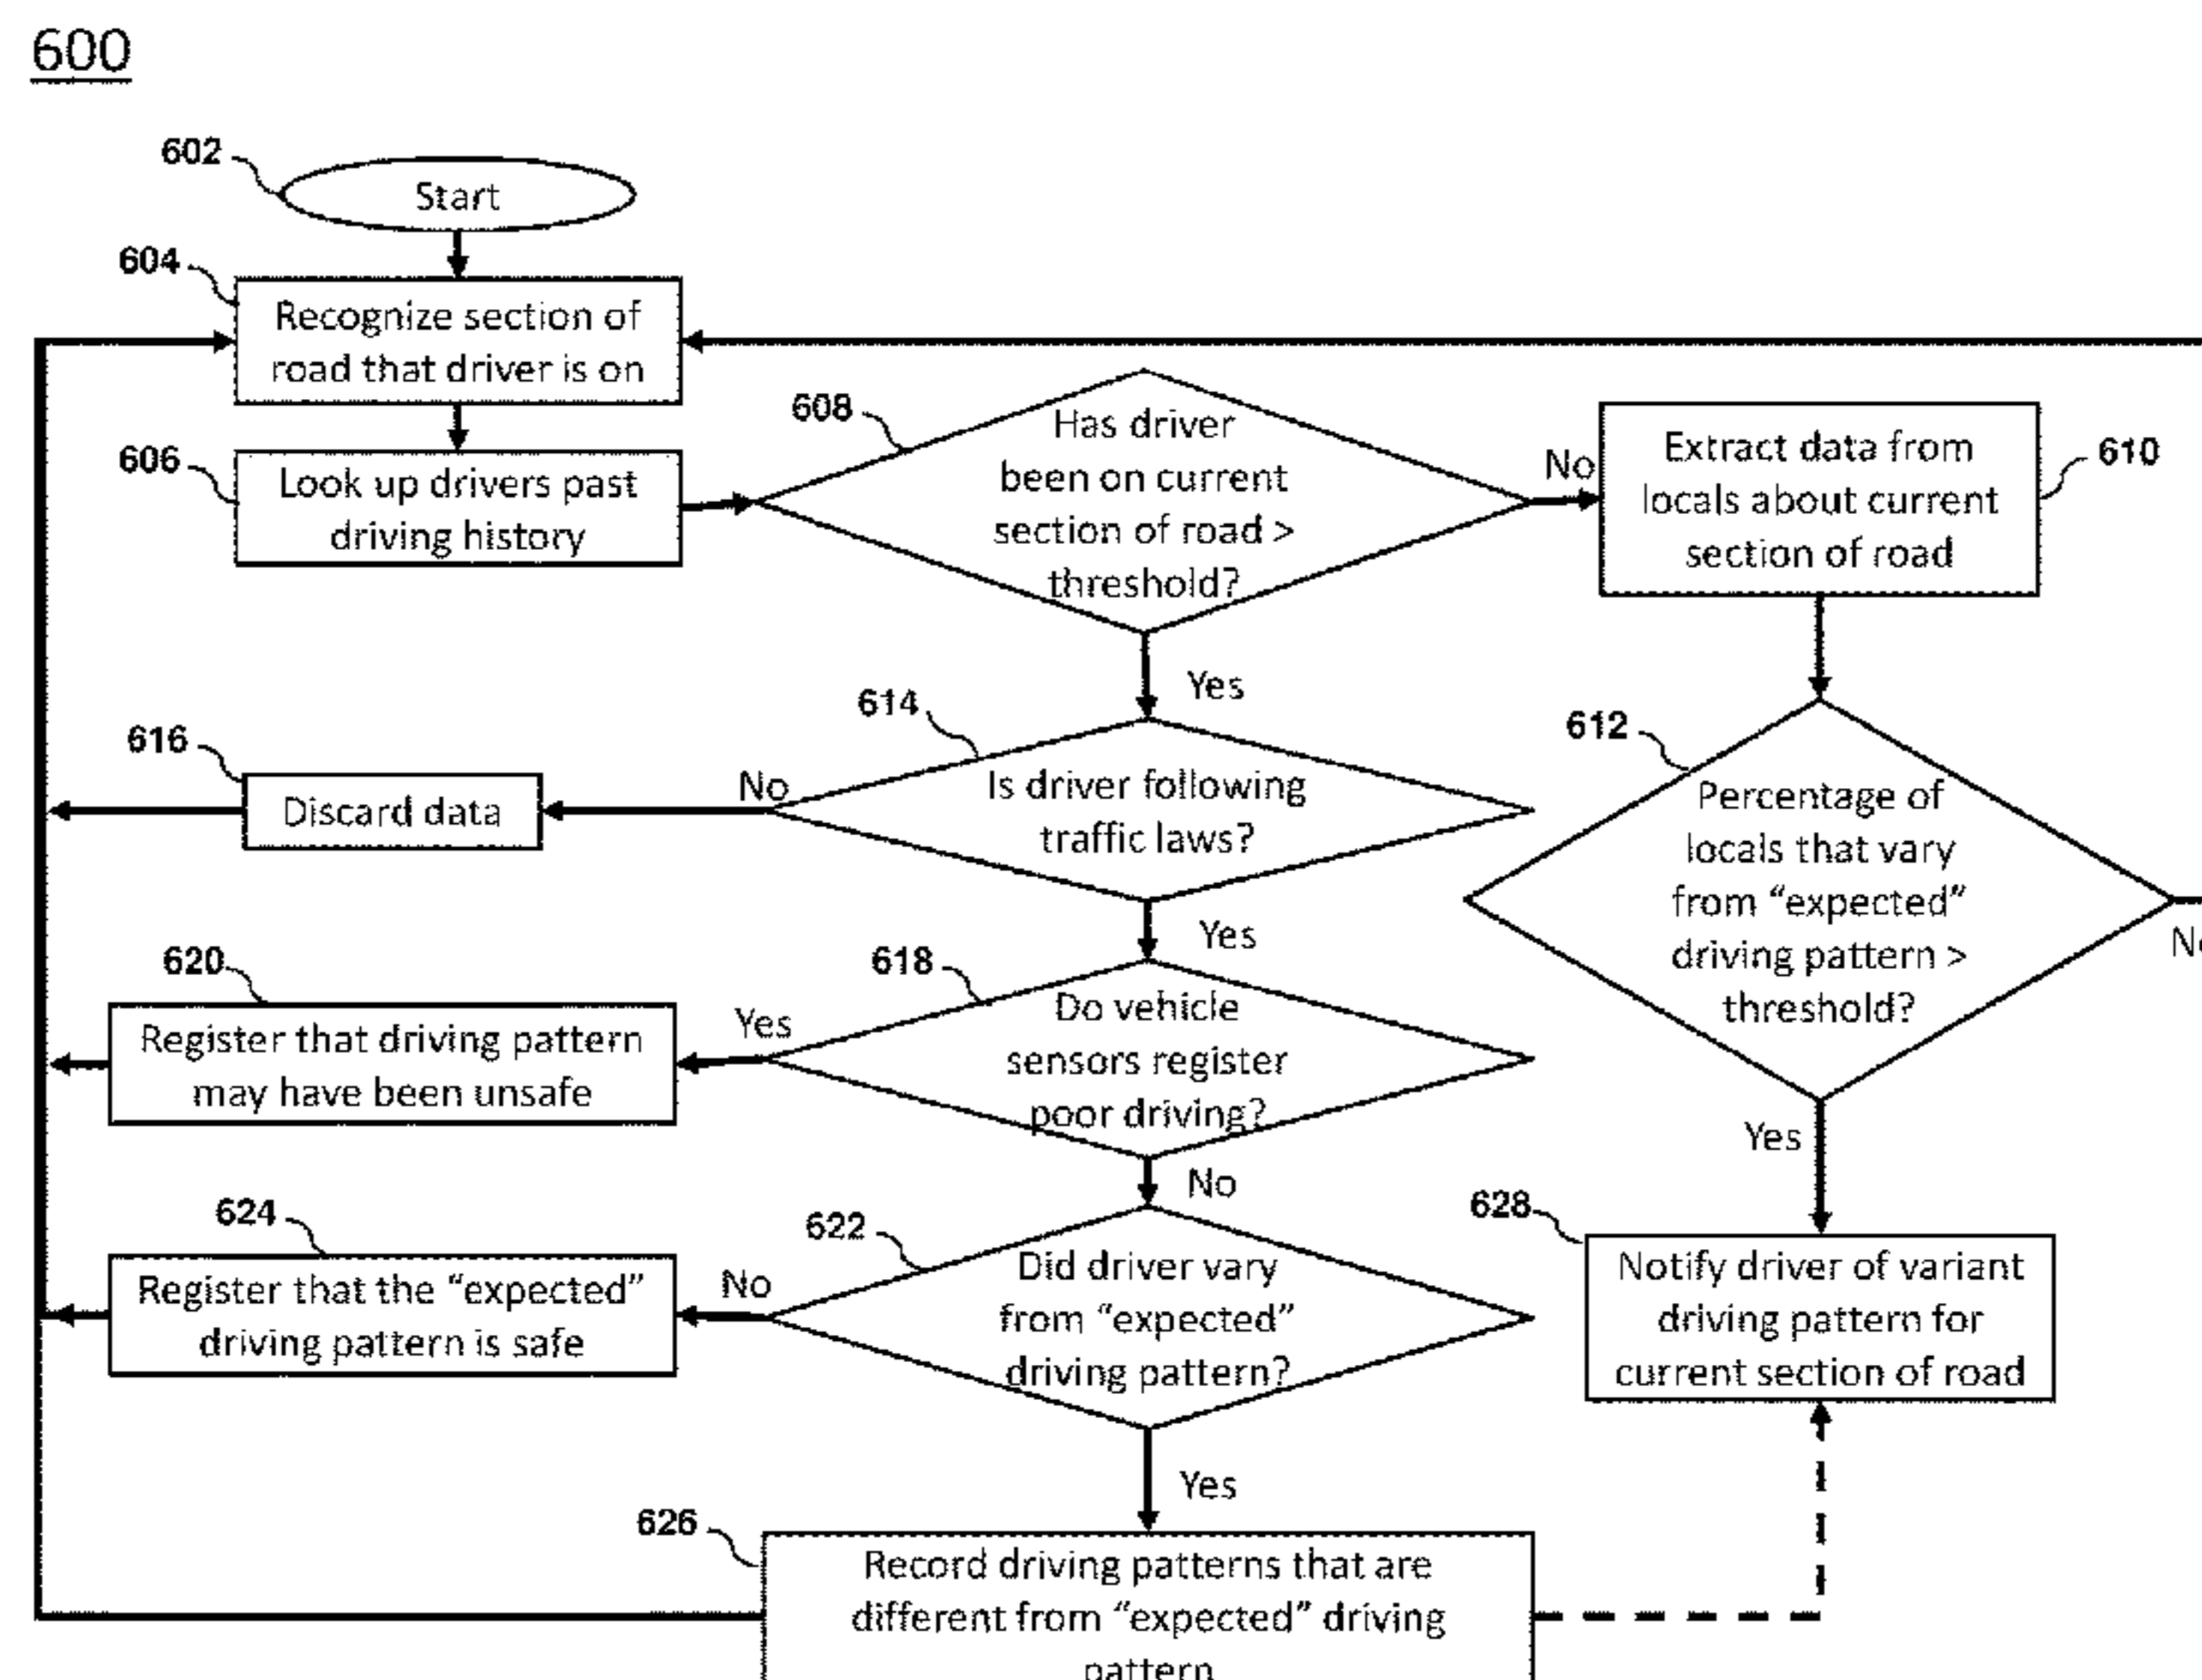 600
602
Start
604
Recognize section of
road that driver is on
606
Look up drivers past
driving history
608
Has driver
been on current
section of road >
threshold?
No
Extract data from
locals about current
section of road
610
Yes
614
Is driver following
traffic laws?
No
616
Discard data
612
Percentage of
locals that vary
from “expected”
driving pattern >
threshold?
Yes
618
Do vehicle
sensors register
poor driving?
Yes
620
Register that driving pattern
may have been unsafe
Yes
No
622
Did driver vary
from “expected”
driving pattern?
No
624
Register that the “expected”
driving pattern is safe
628
Notify driver of variant
driving pattern for
current section of road
Yes
626
Record driving patterns that are
different from “expected” driving
pattern